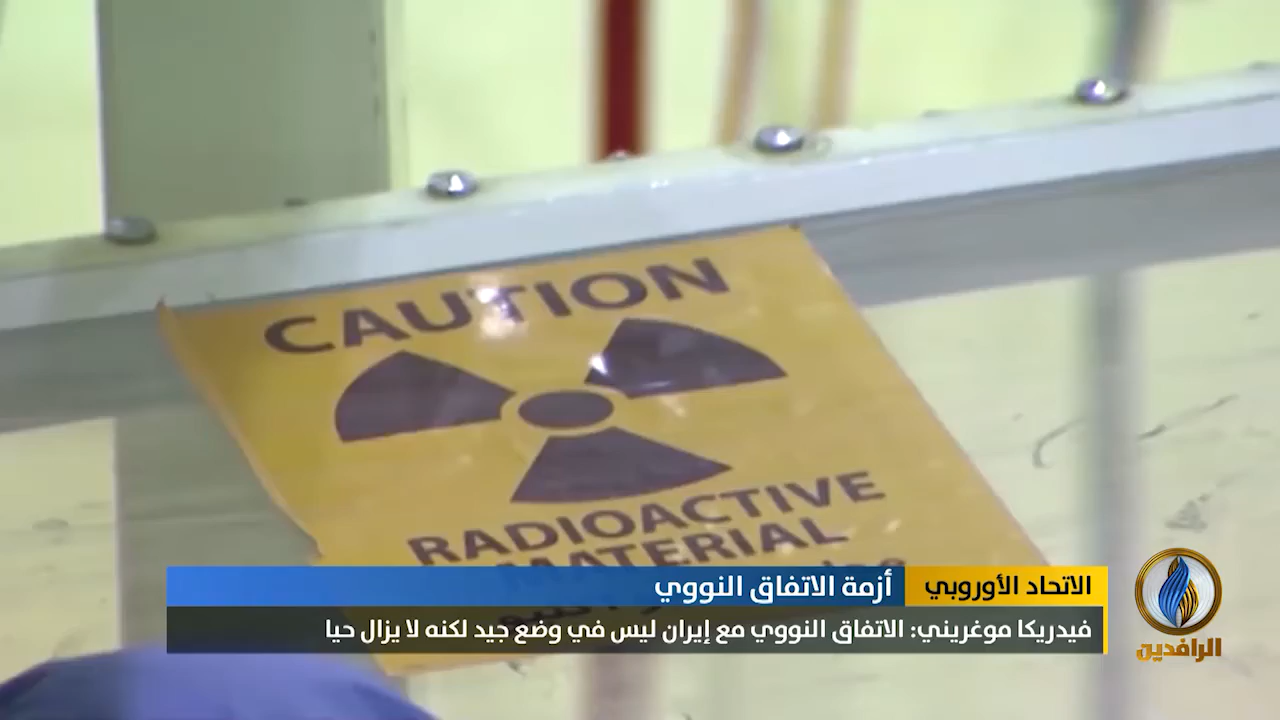 CAUTION
RADIOACTIVE
MATERIAL
الاتحاد الأوروبي
أزمة الاتفاق النووي
فيدريكا موغريني: الاتفاق النووي مع إيران ليس في وضع جيد لكنه لا يزال حيا
الرافدين